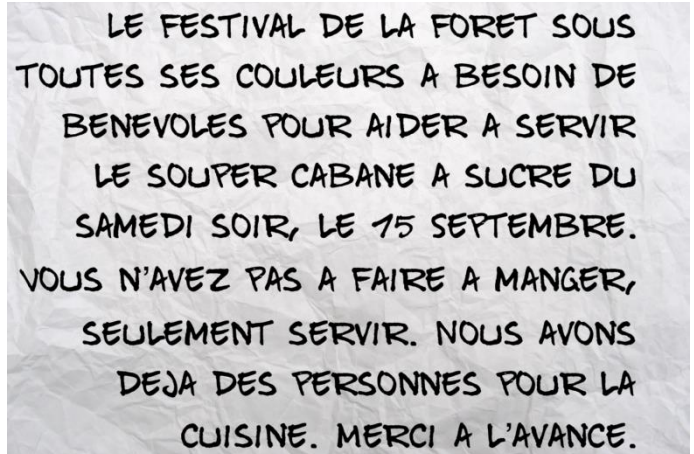 LE FESTIVAL DE LA FORET SOUS
TOUTES SES COULEURS A BESOIN DE
BENEVOLES POUR AIDER A SERVIR
LE SOUPER CABANE A SUCRE DU
SAMEDI SOIR, LE 15 SEPTEMBRE.
VOUS N'AVEZ PAS A FAIRE A MANGER,
SEULEMENT SERVIR. NOUS AVONS
DEJA DES PERSONNES POUR LA
CUISINE. MERCI A L'AVANCE.